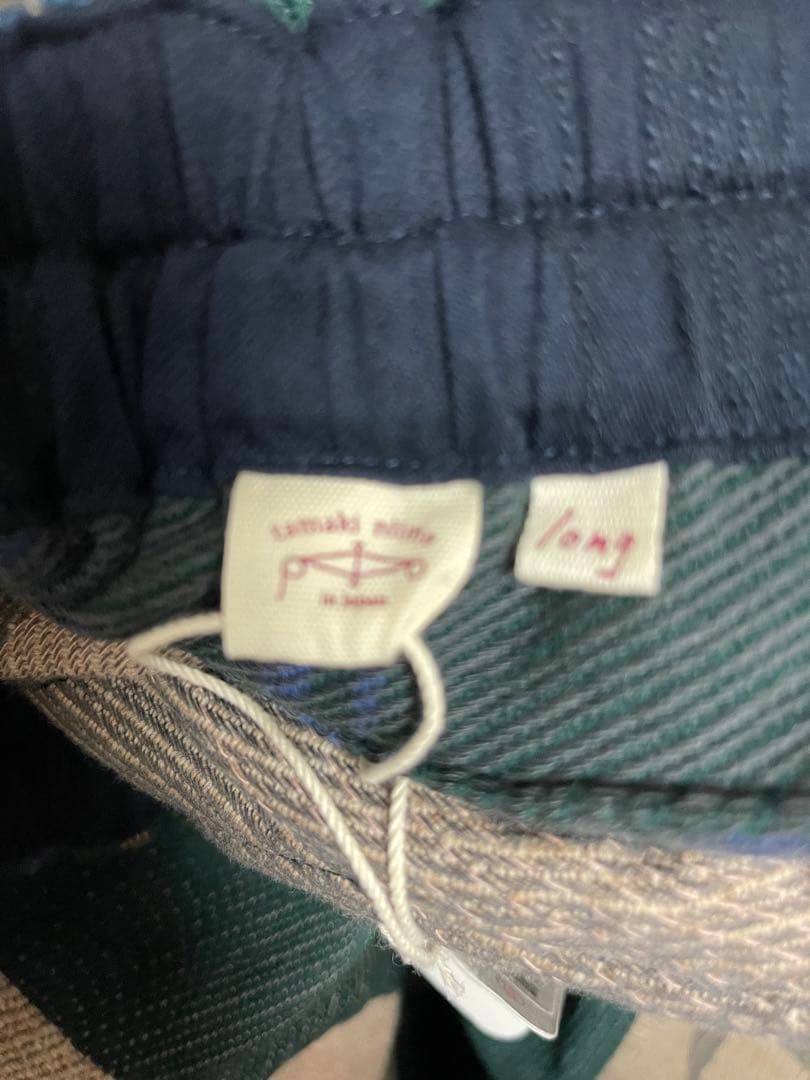 tamaki niime
in Japan
long